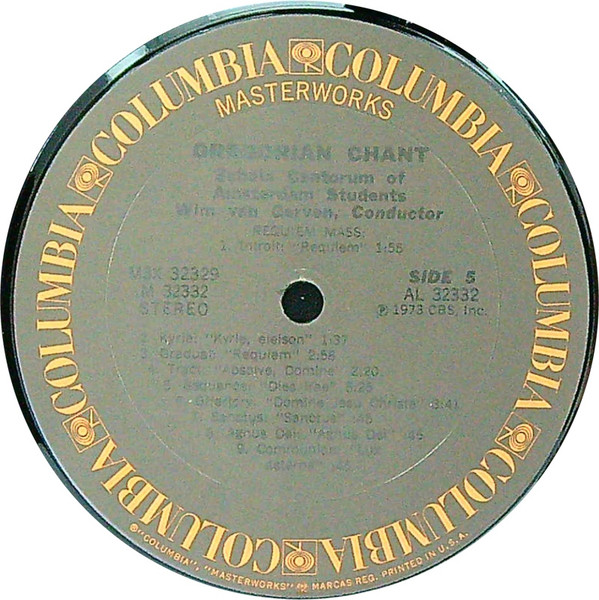 COLUMBIA COLUMBIA COLUMBIA COLUMBIA COLUMBIA COLUMBIA COLUMBIA COLUMBIA
MASTERWORKS
GREGORIAN CHANT
Schola Cantorum of
Amsterdam Students
Wim van Gerven, Conductor
REQUIEM MASS:
1. Introit: "Requiem" 1:55
M3X 32329
M 32332
STEREO
SIDE 5
AL 32332
℗ 1973 CBS, Inc.
2. Kyrie: "Kyrie, eleison" 1:37
3. Gradual: "Requiem" 2:58
4. Tract: "Absolve, Domine" 2:20
5. Sequence: "Dies Irae" 5:25
6. Offertory: "Domine Jesu Christe" 3:41
7. Sanctus: "Sanctus" :45
8. Agnus Dei: "Agnus Dei" :45
9. Communion: "Lux
aeterna"
®"COLUMBIA", "MASTERWORKS" MARCAS REG. PRINTED IN U.S.A.